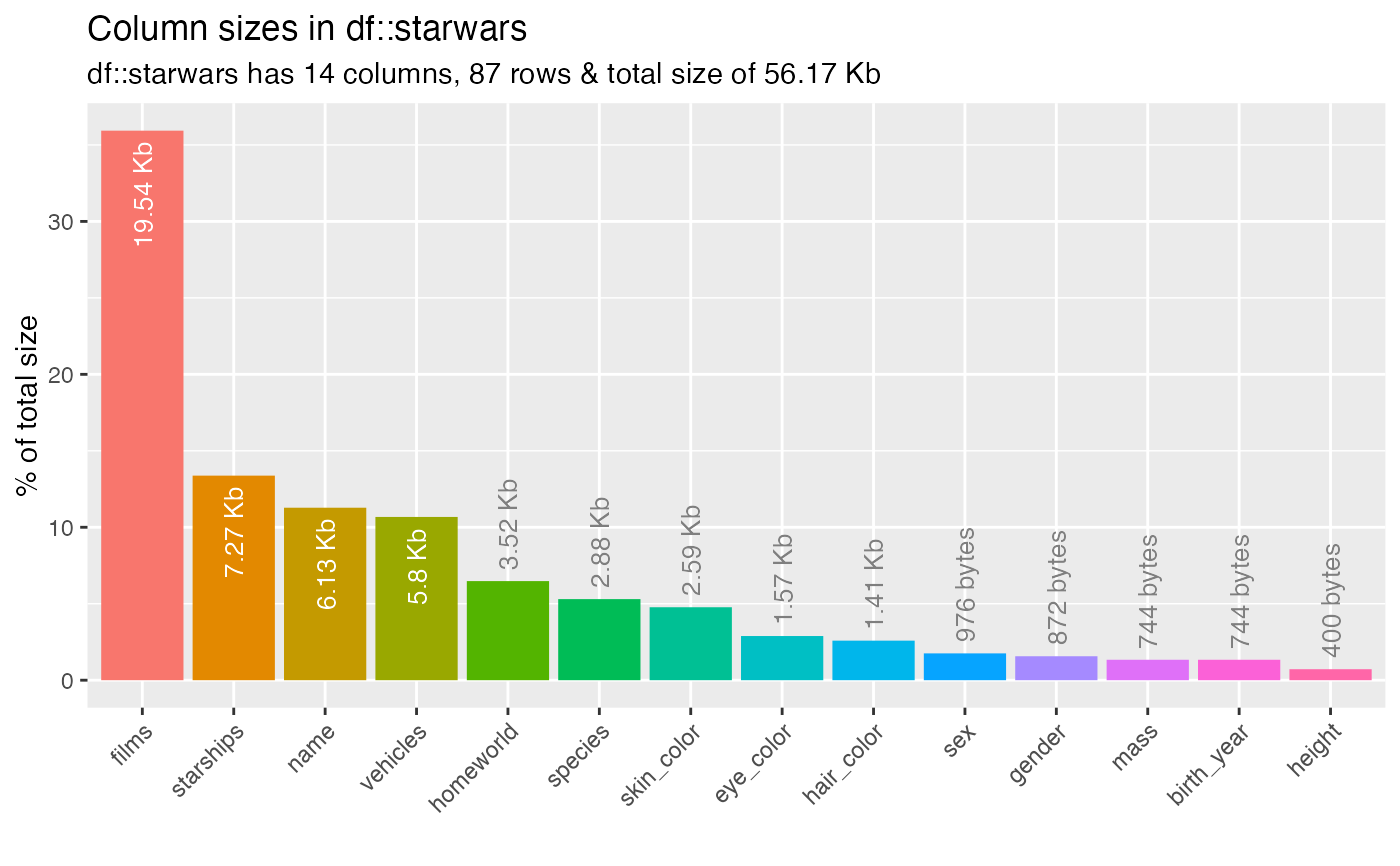 Column sizes in df::starwars
df::starwars has 14 columns, 87 rows & total size of 56.17 Kb
% of total size
30
20
10
0
19.54 Kb
7.27 Kb
6.13 Kb
5.8 Kb
3.52 Kb
2.88 Kb
2.59 Kb
1.57 Kb
1.41 Kb
976 bytes
872 bytes
744 bytes
744 bytes
400 bytes
films
starships
name
vehicles
homeworld
species
skin_color
eye_color
hair_color
sex
gender
mass
birth_year
height